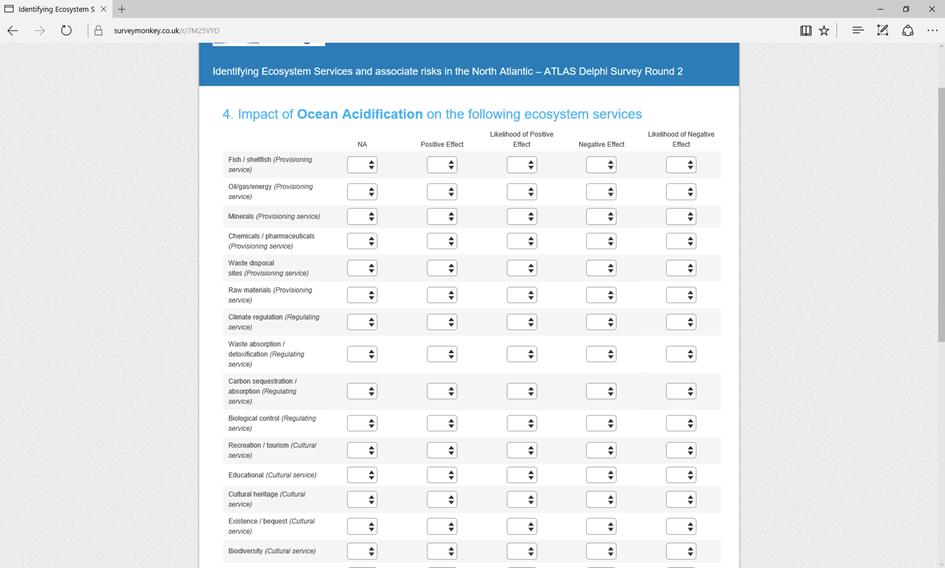 Identifying Ecosystem S
surveymonkey.co.uk/r/7M25VYD
Identifying Ecosystem Services and associate risks in the North Atlantic – ATLAS Delphi Survey Round 2
4. Impact of Ocean Acidification on the following ecosystem services
NA
Positive Effect
Likelihood of Positive
Effect
Negative Effect
Likelihood of Negative
Effect
Fish / shellfish (Provisioning
service)
Oil/gas/energy (Provisioning
service)
Minerals (Provisioning service)
Chemicals / pharmaceuticals
(Provisioning service)
Waste disposal
sites (Provisioning service)
Raw materials (Provisioning
service)
Climate regulation (Regulating
service)
Waste absorption /
detoxification (Regulating
service)
Carbon sequestration /
absorption (Regulating
service)
Biological control (Regulating
service)
Recreation / tourism (Cultural
service)
Educational (Cultural service)
Cultural heritage (Cultural
service)
Existence / bequest (Cultural
service)
Biodiversity (Cultural service)